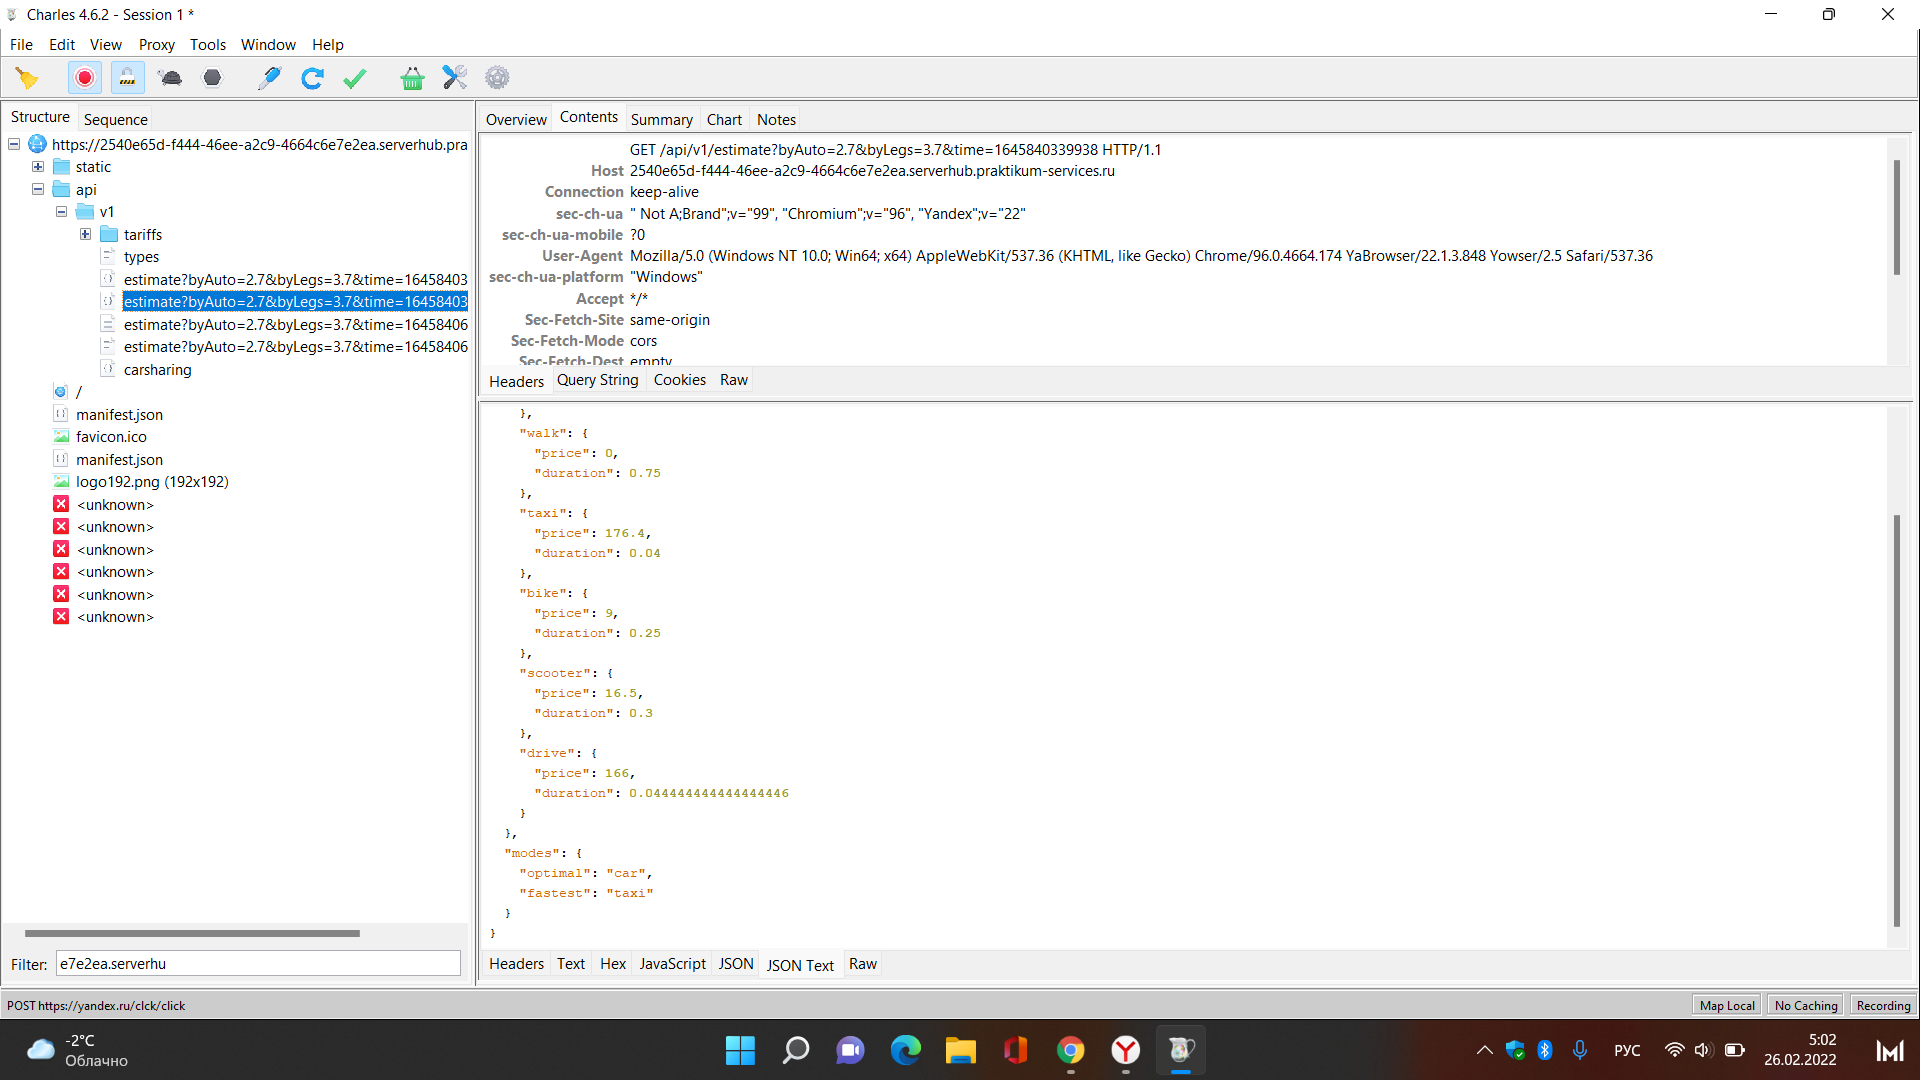 Charles 4.6.2 - Session 1 *
File Edit View Proxy Tools Window Help
Structure Sequence
https://2540e65d-f444-46ee-a2c9-4664c6e7e2ea.serverhub.pra
static
api
v1
tariffs
types
estimate?byAuto=2.7&byLegs=3.7&time=16458403
estimate?byAuto=2.7&byLegs=3.7&time=16458403
estimate?byAuto=2.7&byLegs=3.7&time=16458406
estimate?byAuto=2.7&byLegs=3.7&time=16458406
carsharing
/
manifest.json
favicon.ico
manifest.json
logo192.png (192x192)
<unknown>
<unknown>
<unknown>
<unknown>
<unknown>
<unknown>
Filter: e7e2ea.serverhu
Overview Contents Summary Chart Notes
GET /api/v1/estimate?byAuto=2.7&byLegs=3.7&time=1645840339938 HTTP/1.1
Host 2540e65d-f444-46ee-a2c9-4664c6e7e2ea.serverhub.praktikum-services.ru
Connection keep-alive
sec-ch-ua " Not A;Brand";v="99", "Chromium";v="96", "Yandex";v="22"
sec-ch-ua-mobile ?0
User-Agent Mozilla/5.0 (Windows NT 10.0; Win64; x64) AppleWebKit/537.36 (KHTML, like Gecko) Chrome/96.0.4664.174 YaBrowser/22.1.3.848 Yowser/2.5 Safari/537.36
sec-ch-ua-platform "Windows"
Accept */*
Sec-Fetch-Site same-origin
Sec-Fetch-Mode cors
Sec-Fetch-Dest empty
Headers Query String Cookies Raw
},
"walk": {
"price": 0,
"duration": 0.75
},
"taxi": {
"price": 176.4,
"duration": 0.04
},
"bike": {
"price": 9,
"duration": 0.25
},
"scooter": {
"price": 16.5,
"duration": 0.3
},
"drive": {
"price": 166,
"duration": 0.044444444444444446
}
},
"modes": {
"optimal": "car",
"fastest": "taxi"
}
}
Headers Text Hex JavaScript JSON JSON Text Raw
POST https://yandex.ru/clck/click
Map Local No Caching Recording
-2°C
Облачно
РУС
5:02
26.02.2022